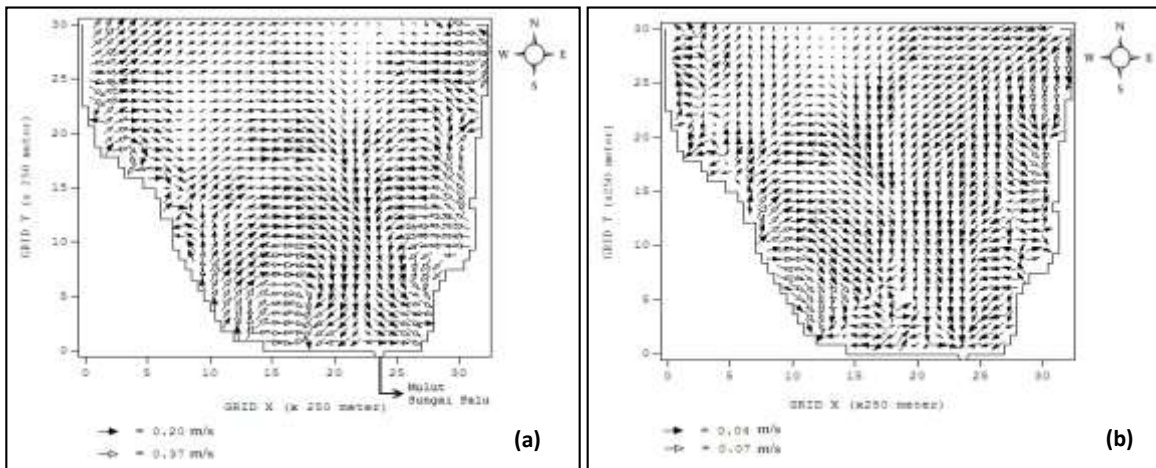 N
W E
S
30
25
20
15
10
5
0
GRID Y (x 250 meter)
0 5 10 15 20 25 30
Mulut
Sungai Palu
GRID X (x 250 meter)
= 0.20 m/s
= 0.37 m/s
(a)
N
W E
S
30
25
20
15
10
5
0
GRID Y (x250 meter)
0 5 10 15 20 25 30
GRID X (x250 meter)
= 0.04 m/s
= 0.07 m/s
(b)